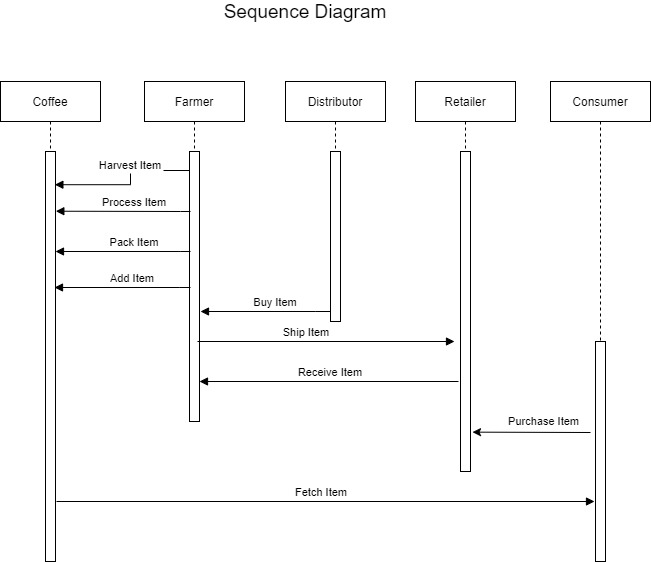 Sequence Diagram
Coffee
Farmer
Distributor
Retailer
Consumer
Harvest Item
Process Item
Pack Item
Add Item
Buy Item
Ship Item
Receive Item
Purchase Item
Fetch Item